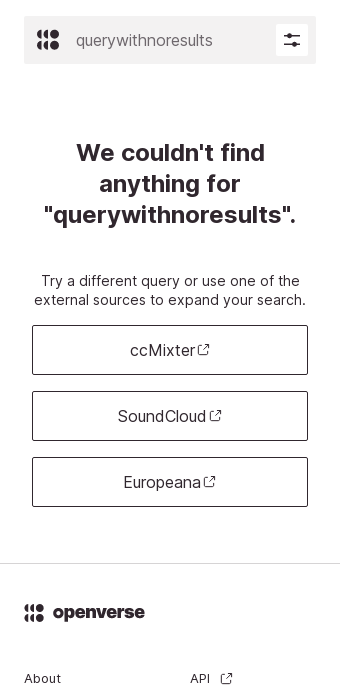 querywithnoresults
We couldn't find
anything for
"querywithnoresults".
Try a different query or use one of the
external sources to expand your search.
ccMixter
SoundCloud
Europeana
openverse
About
API